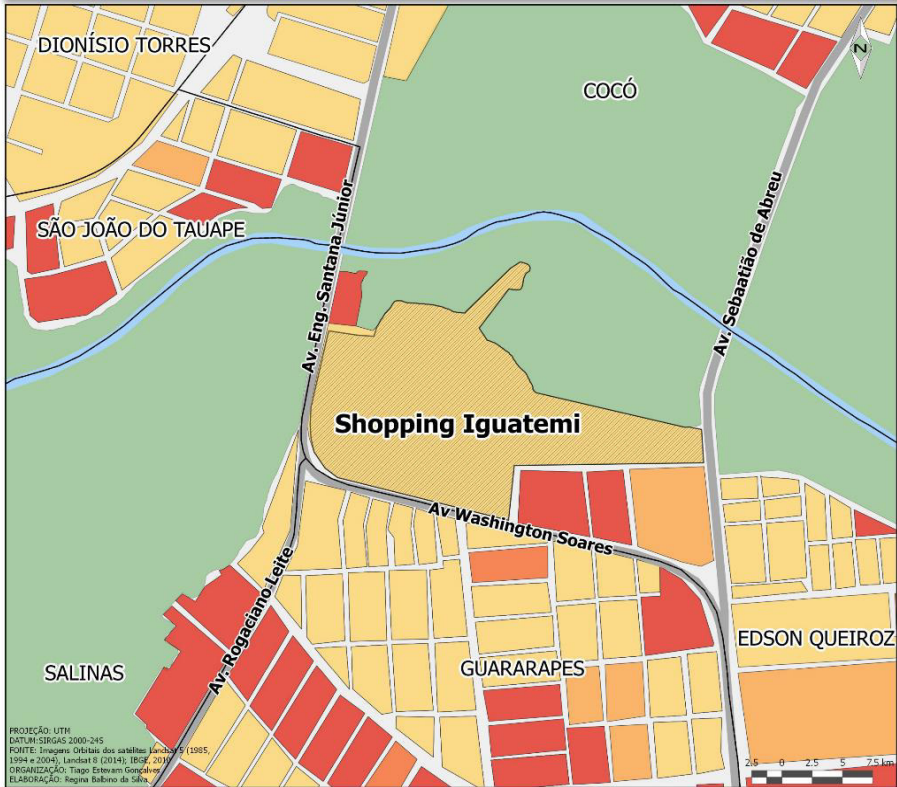 DIONÍSIO TORRES
COCÓ
N
SÃO JOÃO DO TAUAPE
Av. Eng. Santana Júnior
Av. Sebaatião de Abreu
Shopping Iguatemi
Av Washington Soares
Av. Rogaciano Leite
EDSON QUEIROZ
SALINAS
GUARARAPES
PROJEÇÃO: UTM
DATUM:SIRGAS 2000-24S
FONTE: Imagens Orbitais dos satélites Landsat 5 (1985,
1994 e 2004), Landsat 8 (2014); IBGE, 2010
ORGANIZAÇÃO: Tiago Estevam Gonçalves
ELABORAÇÃO: Regina Balbino da Silva
2.5 0 2.5 5 7.5 km